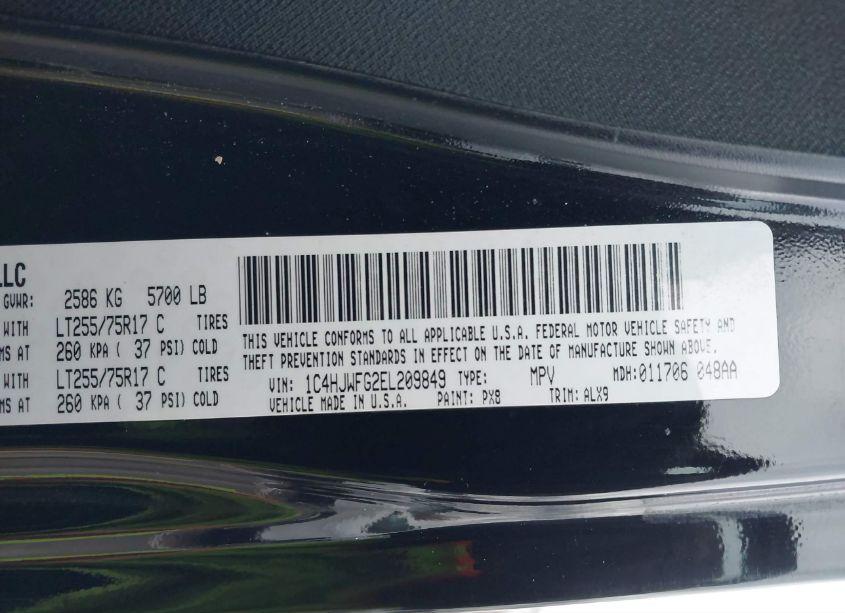 LLC
GVWR: 2586 KG 5700 LB
WITH LT255/75R17 C TIRES
MS AT 260 KPA ( 37 PSI) COLD
WITH LT255/75R17 C TIRES
MS AT 260 KPA ( 37 PSI) COLD
THIS VEHICLE CONFORMS TO ALL APPLICABLE U.S.A. FEDERAL MOTOR VEHICLE SAFETY AND
THEFT PREVENTION STANDARDS IN EFFECT ON THE DATE OF MANUFACTURE SHOWN ABOVE.
VIN: 1C4HJWFG2EL209849 TYPE: MPV MDH:011706 048AA
VEHICLE MADE IN U.S.A. PAINT: PX8 TRIM: ALX9